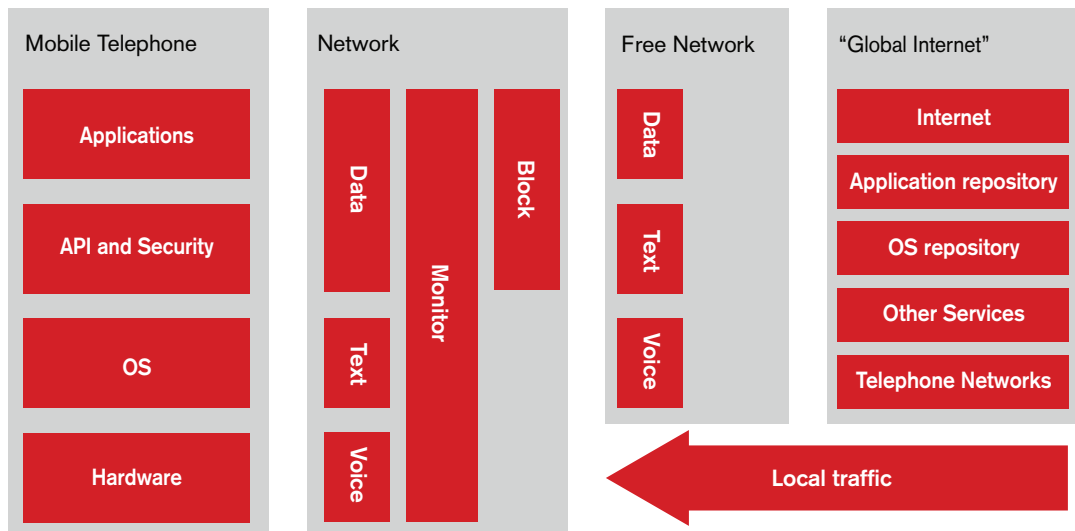 Mobile Telephone
Applications
API and Security
OS
Hardware
Network
Data
Text
Voice
Monitor
Block
Free Network
Data
Text
Voice
“Global Internet”
Internet
Application repository
OS repository
Other Services
Telephone Networks
Local traffic